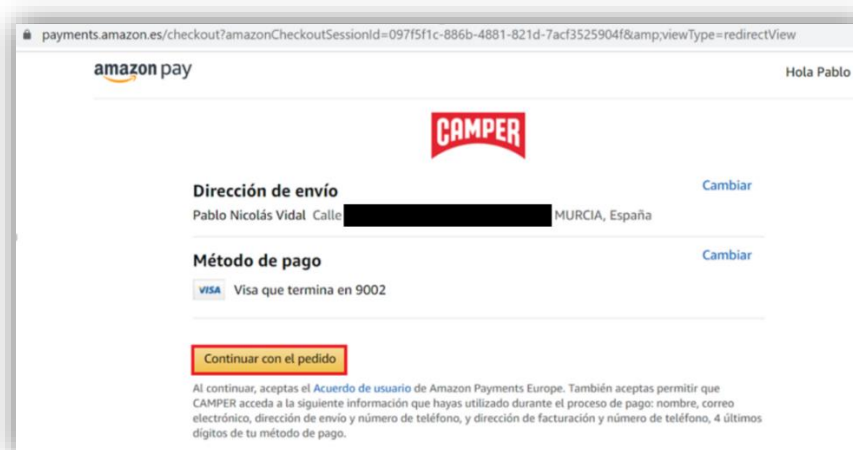 payments.amazon.es/checkout?amazonCheckoutSessionId=097f5f1c-886b-4881-821d-7acf3525904f&amp;viewType=redirectView
amazon pay
Hola Pablo
CAMPER
Dirección de envío
Cambiar
Pablo Nicolás Vidal Calle MURCIA, España
Método de pago
Cambiar
VISA Visa que termina en 9002
Continuar con el pedido
Al continuar, aceptas el Acuerdo de usuario de Amazon Payments Europe. También aceptas permitir que
CAMPER acceda a la siguiente información que hayas utilizado durante el proceso de pago: nombre, correo
electrónico, dirección de envío y número de teléfono, y dirección de facturación y número de teléfono, 4 últimos
dígitos de tu método de pago.